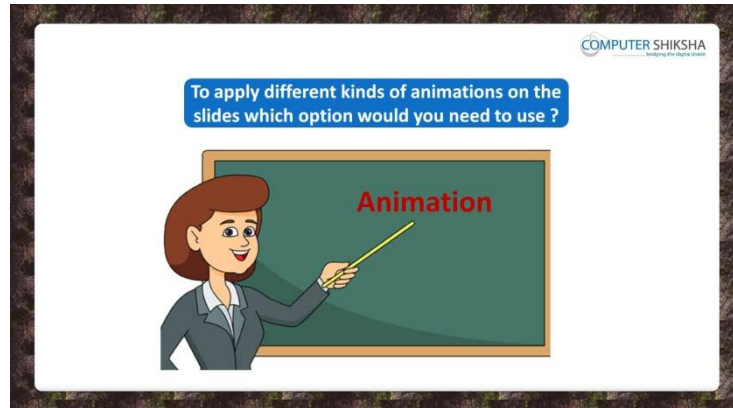 COMPUTER SHIKSHA
bridging the digital divide
To apply different kinds of animations on the
slides which option would you need to use ?
Animation